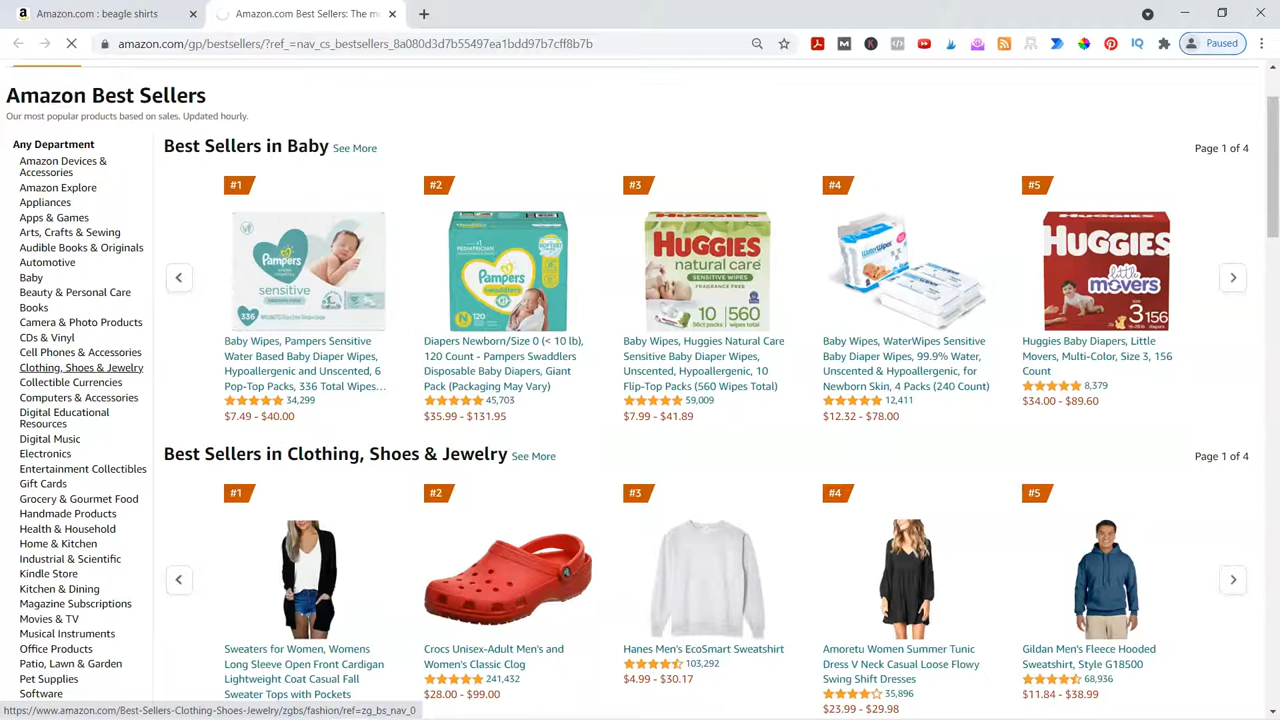 Amazon.com : beagle shirts
Amazon.com Best Sellers: The m
amazon.com/gp/bestsellers/?ref_=nav_cs_bestsellers_8a080d3d7b55497ea1bdd97b7cff8b7b
Paused
Amazon Best Sellers
Our most popular products based on sales. Updated hourly.
Any Department
Amazon Devices &
Accessories
Amazon Explore
Appliances
Apps & Games
Arts, Crafts & Sewing
Audible Books & Originals
Automotive
Baby
Beauty & Personal Care
Books
Camera & Photo Products
CDs & Vinyl
Cell Phones & Accessories
Clothing, Shoes & Jewelry
Collectible Currencies
Computers & Accessories
Digital Educational
Resources
Digital Music
Electronics
Entertainment Collectibles
Gift Cards
Grocery & Gourmet Food
Handmade Products
Health & Household
Home & Kitchen
Industrial & Scientific
Kindle Store
Kitchen & Dining
Magazine Subscriptions
Movies & TV
Musical Instruments
Office Products
Patio, Lawn & Garden
Pet Supplies
Software
Best Sellers in Baby See More
Page 1 of 4
#1
Pampers
sensitive
336
Baby Wipes, Pampers Sensitive
Water Based Baby Diaper Wipes,
Hypoallergenic and Unscented, 6
Pop-Top Packs, 336 Total Wipes...
34,299
$7.49 - $40.00
#2
Pampers
swaddlers
N 120
Diapers Newborn/Size 0 (< 10 lb),
120 Count - Pampers Swaddlers
Disposable Baby Diapers, Giant
Pack (Packaging May Vary)
45,703
$35.99 - $131.95
#3
HUGGIES
natural care
SENSITIVE WIPES
FRAGRANCE FREE
10 560
56ct packs wipes total
Baby Wipes, Huggies Natural Care
Sensitive Baby Diaper Wipes,
Unscented, Hypoallergenic, 10
Flip-Top Packs (560 Wipes Total)
59,009
$7.99 - $41.89
#4
WaterWipes
Baby Wipes, WaterWipes Sensitive
Baby Diaper Wipes, 99.9% Water,
Unscented & Hypoallergenic, for
Newborn Skin, 4 Packs (240 Count)
12,411
$12.32 - $78.00
#5
HUGGIES
little
movers
3 156
Huggies Baby Diapers, Little
Movers, Multi-Color, Size 3, 156
Count
8,379
$34.00 - $89.60
Best Sellers in Clothing, Shoes & Jewelry See More
Page 1 of 4
#1
Sweaters for Women, Womens
Long Sleeve Open Front Cardigan
Lightweight Coat Casual Fall
Sweater Tops with Pockets
#2
Crocs Unisex-Adult Men's and
Women's Classic Clog
241,432
$28.00 - $99.00
#3
Hanes Men's EcoSmart Sweatshirt
103,292
$4.99 - $30.17
#4
Amoretu Women Summer Tunic
Dress V Neck Casual Loose Flowy
Swing Shift Dresses
35,896
$23.99 - $29.98
#5
Gildan Men's Fleece Hooded
Sweatshirt, Style G18500
68,936
$11.84 - $38.99
https://www.amazon.com/Best-Sellers-Clothing-Shoes-Jewelry/zgbs/fashion/ref=zg_bs_nav_0